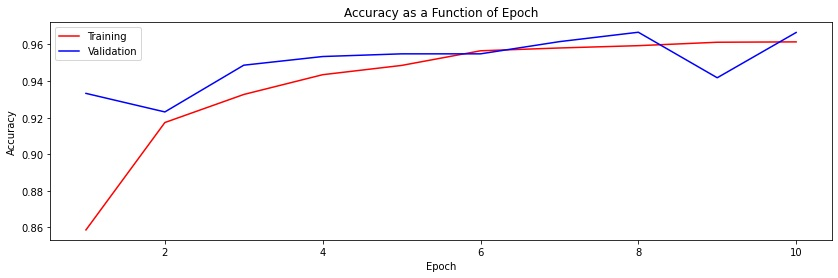 Accuracy as a Function of Epoch
Training
Validation
0.96
0.94
0.92
0.90
0.88
0.86
Accuracy
2
4
6
8
10
Epoch